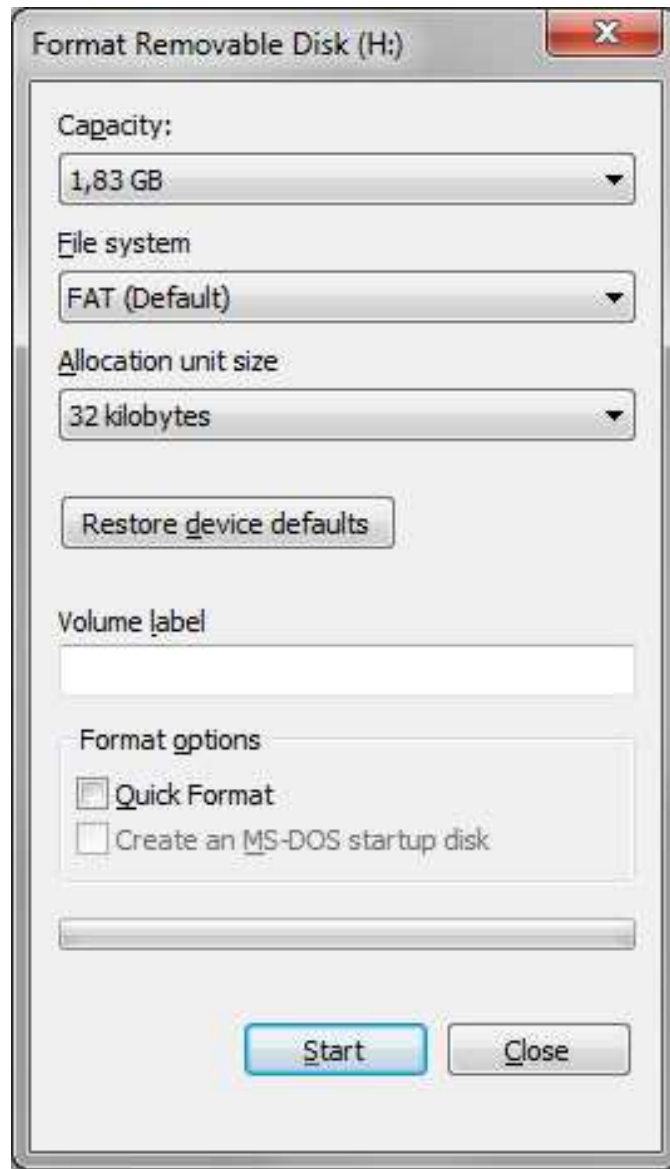 Format Removable Disk (H:)
Capacity:
1,83 GB
File system
FAT (Default)
Allocation unit size
32 kilobytes
Restore device defaults
Volume label
Format options
Quick Format
Create an MS-DOS startup disk
Start Close